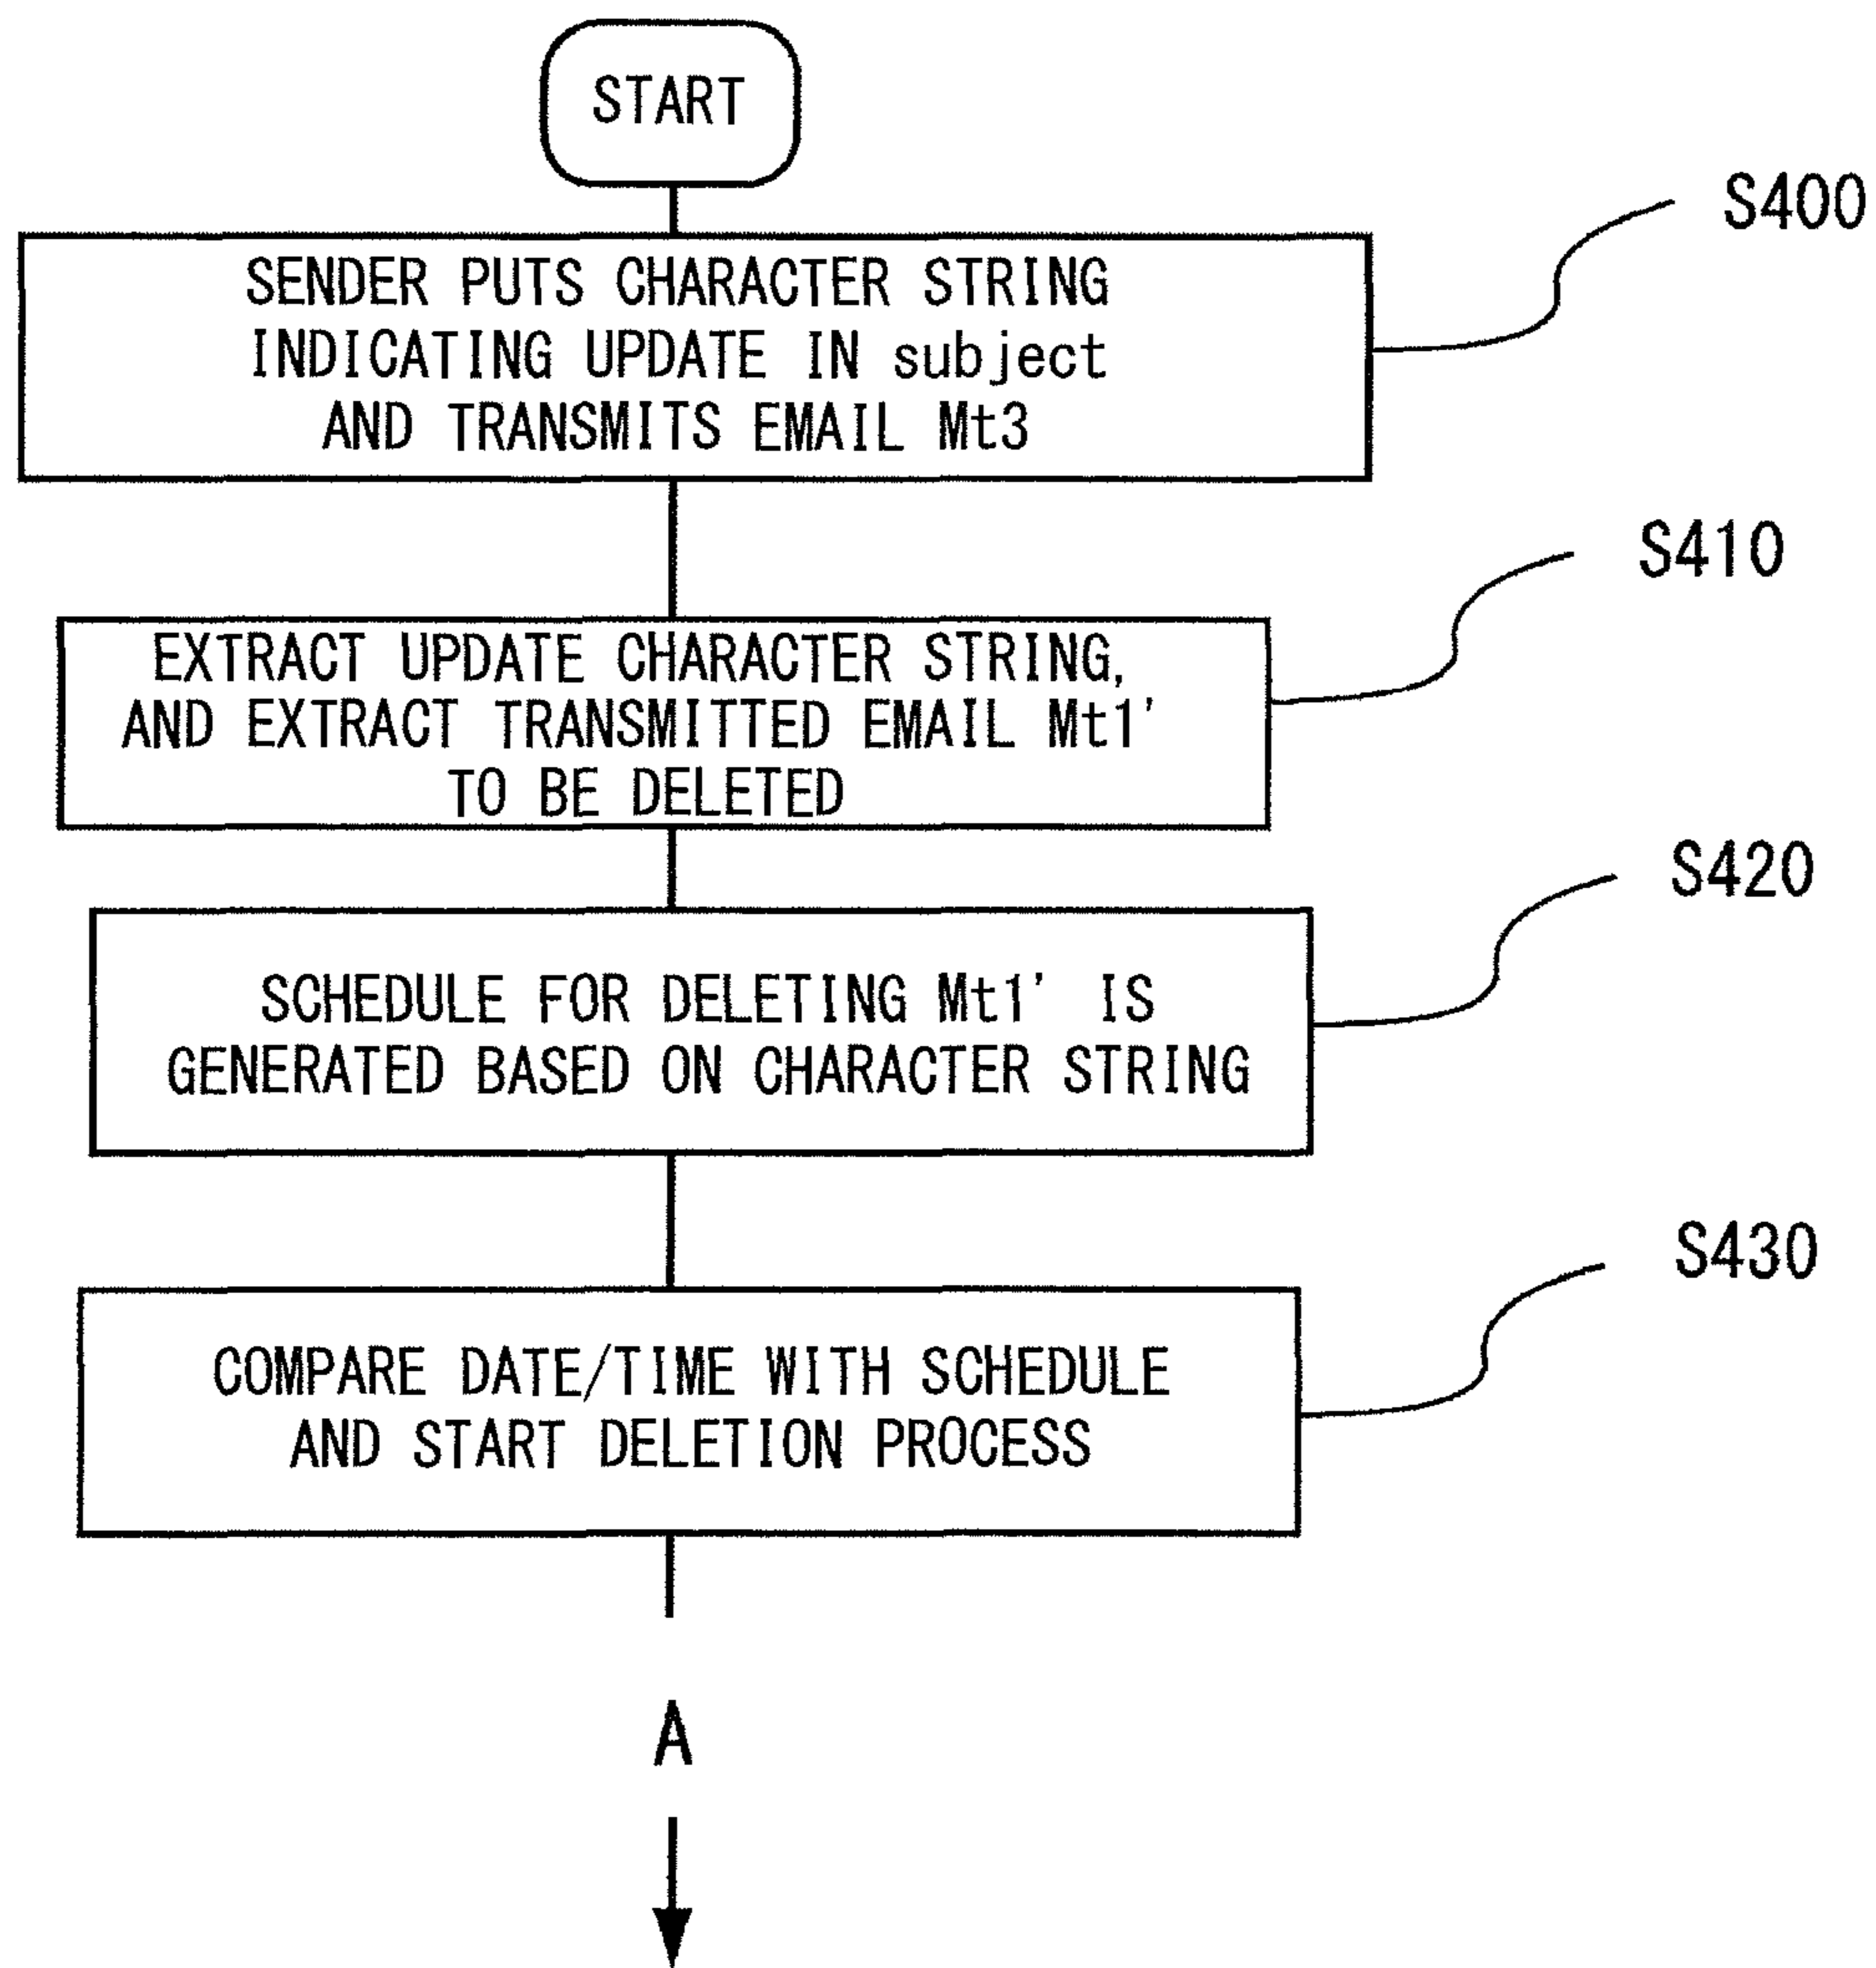 START
S400
SENDER PUTS CHARACTER STRING
INDICATING UPDATE IN subject
AND TRANSMITS EMAIL Mt3
S410
EXTRACT UPDATE CHARACTER STRING,
AND EXTRACT TRANSMITTED EMAIL Mt1'
TO BE DELETED
S420
SCHEDULE FOR DELETING Mt1' IS
GENERATED BASED ON CHARACTER STRING
S430
COMPARE DATE/TIME WITH SCHEDULE
AND START DELETION PROCESS
A